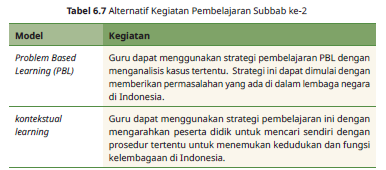 Tabel 6.7 Alternatif Kegiatan Pembelajaran Subbab ke-2
Model Kegiatan
Problem Based Learning (PBL)
Guru dapat menggunakan strategi pembelajaran PBL dengan
menganalisis kasus tertentu. Strategi ini dapat dimulai dengan
memberikan permasalahan yang ada di dalam lembaga negara
di Indonesia.
kontekstual learning
Guru dapat menggunakan strategi pembelajaran ini dengan
mengarahkan peserta didik untuk mencari sendiri dengan
prosedur tertentu untuk menemukan kedudukan dan fungsi
kelembagaan di Indonesia.